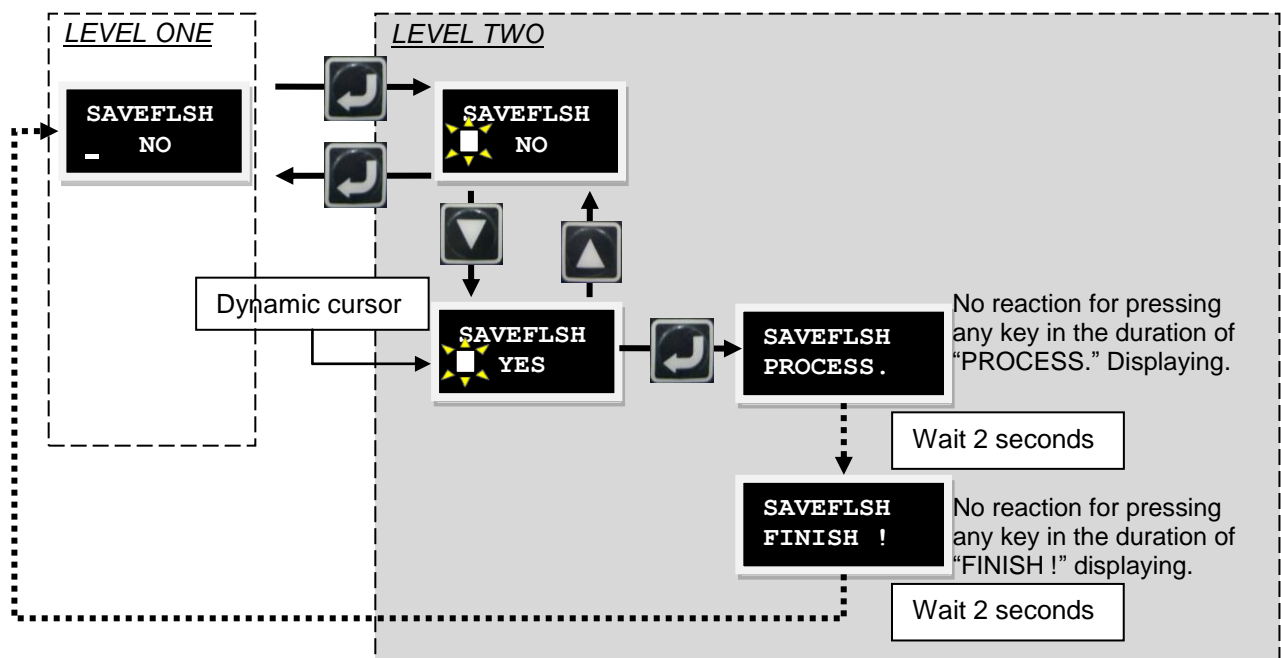 LEVEL ONE
LEVEL TWO
SAVEFLSH
NO
SAVEFLSH
NO
Dynamic cursor
SAVEFLSH
YES
SAVEFLSH
PROCESS.
No reaction for pressing
any key in the duration of
“PROCESS.” Displaying.
Wait 2 seconds
SAVEFLSH
FINISH !
No reaction for pressing
any key in the duration of
“FINISH !” displaying.
Wait 2 seconds